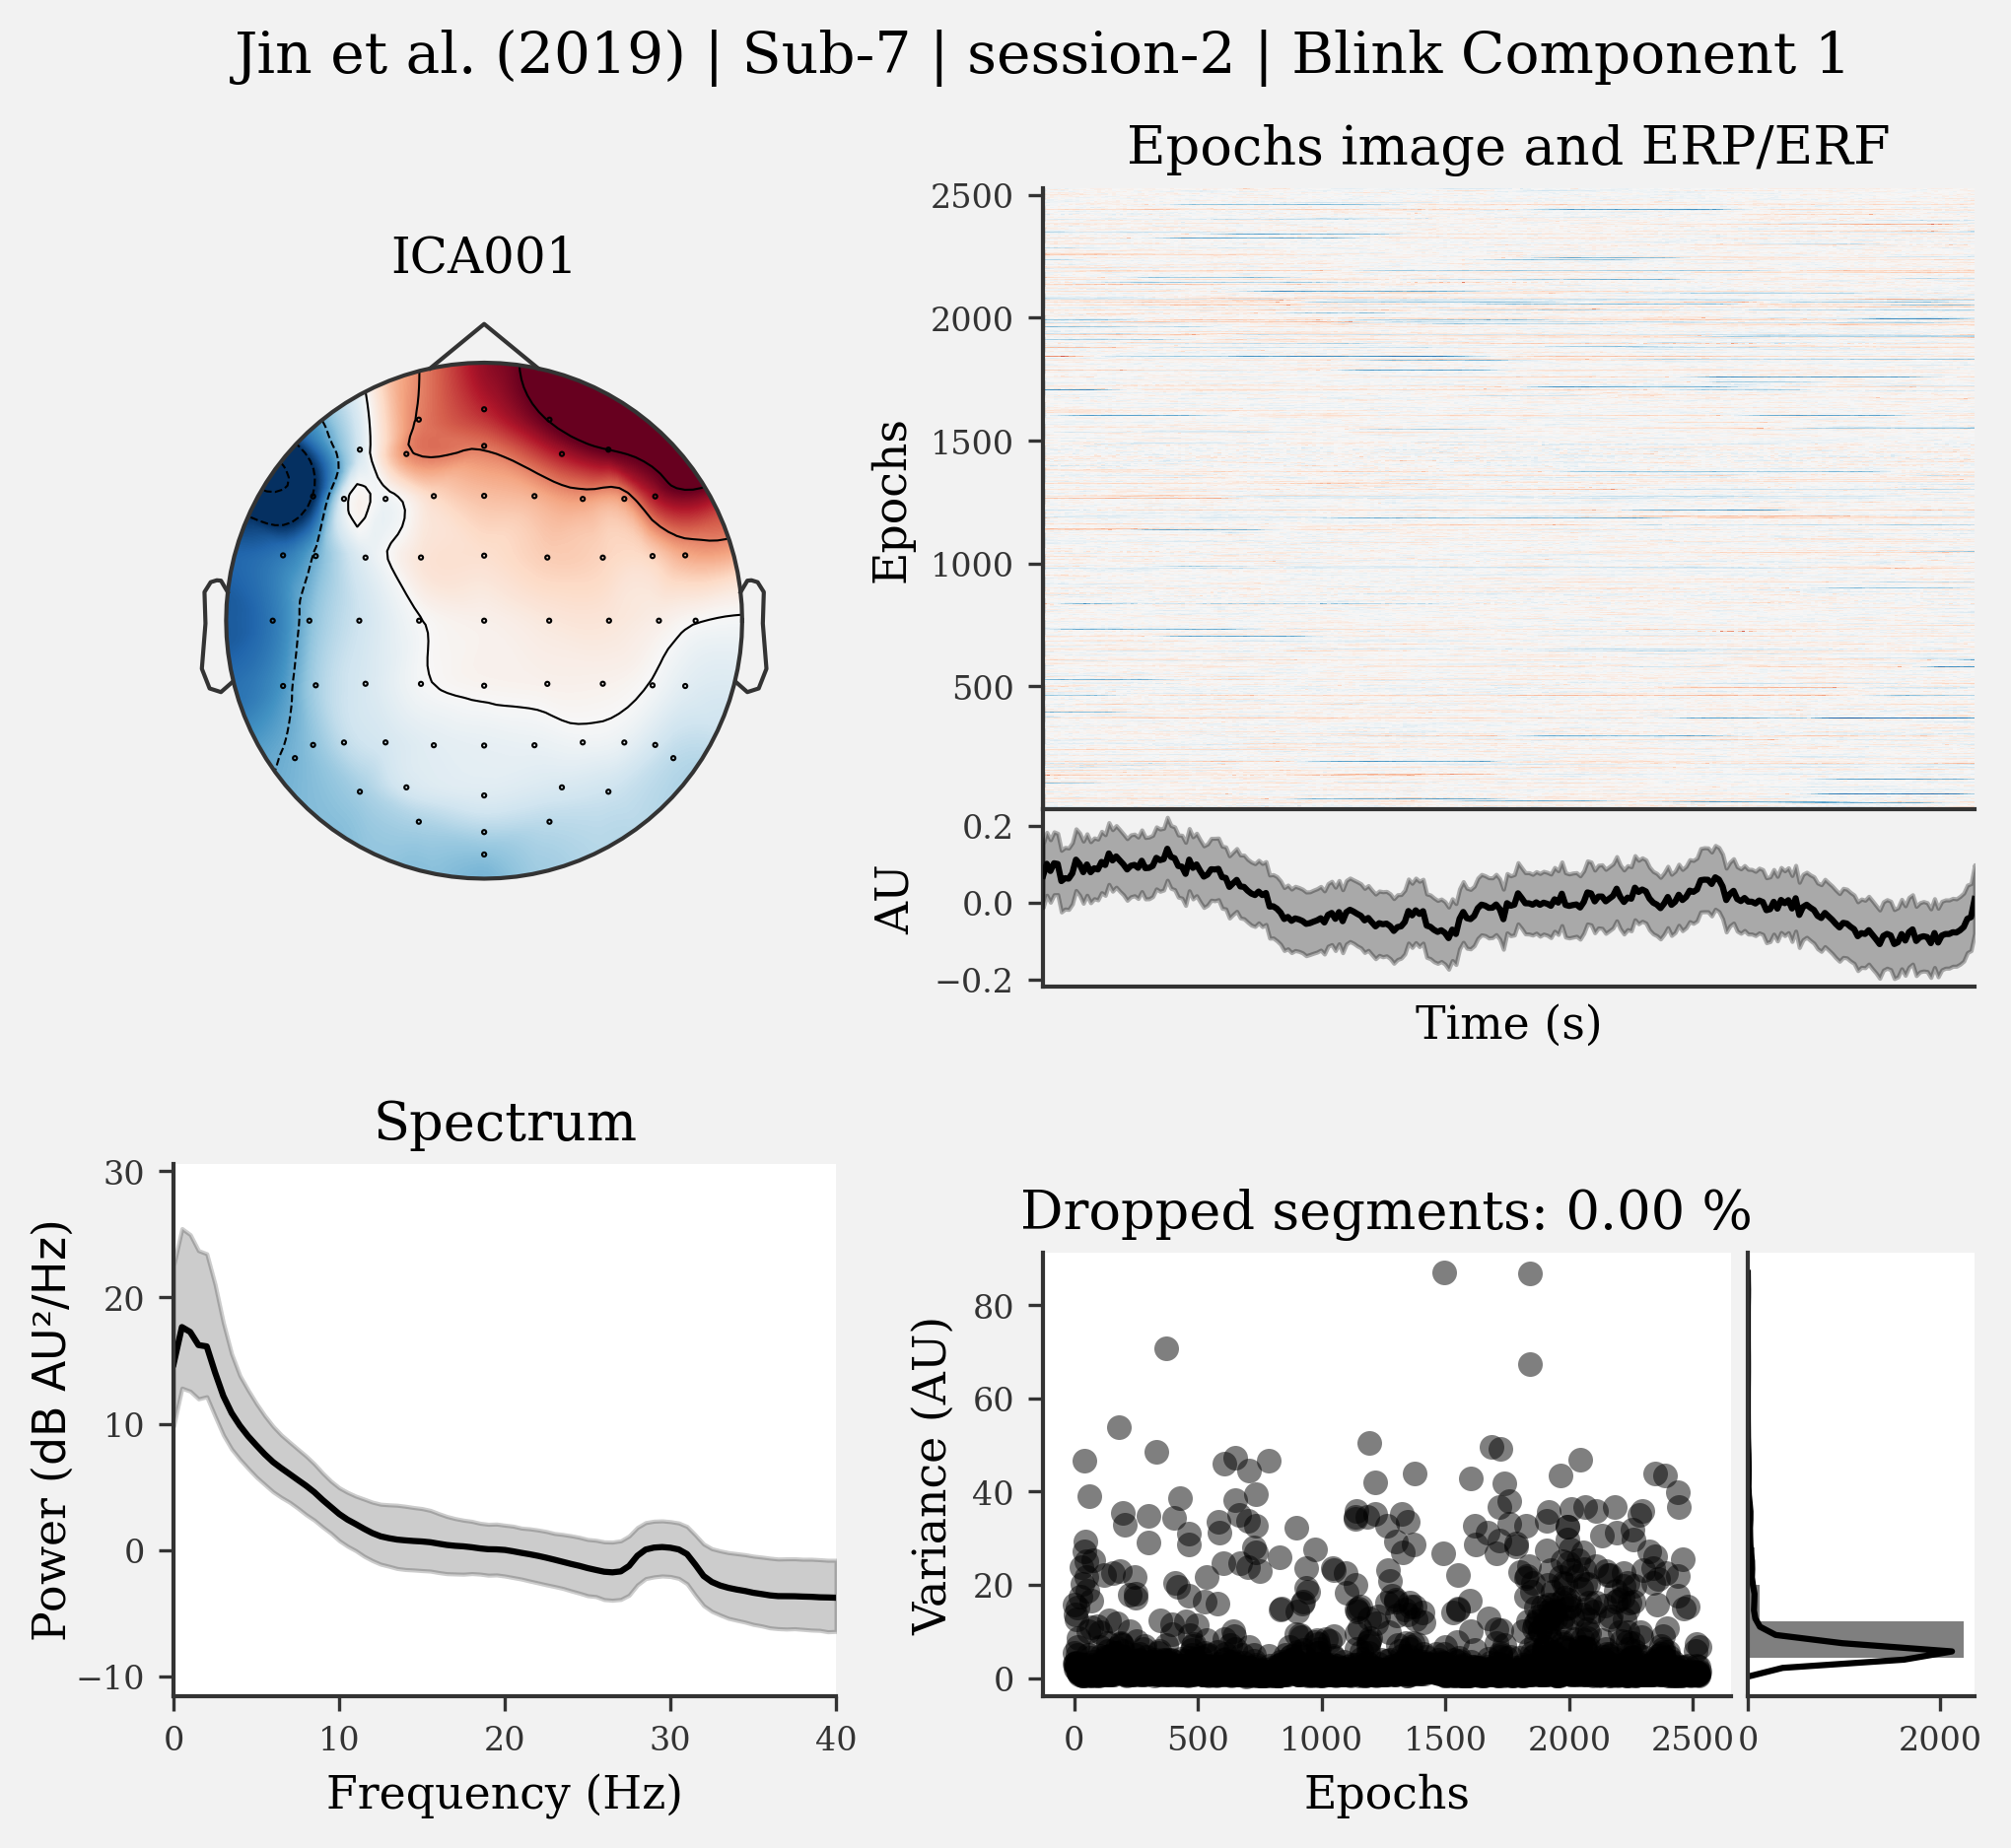 Jin et al. (2019) | Sub-7 | session-2 | Blink Component 1
ICA001
Epochs image and ERP/ERF
2500
2000
1500
1000
500
Epochs
0.2
0.0
−0.2
AU
Time (s)
Spectrum
30
20
10
0
−10
Power (dB AU²/Hz)
0 10 20 30 40
Frequency (Hz)
Dropped segments: 0.00 %
80
60
40
20
0
Variance (AU)
0 500 1000 1500 2000 2500
Epochs
0 2000